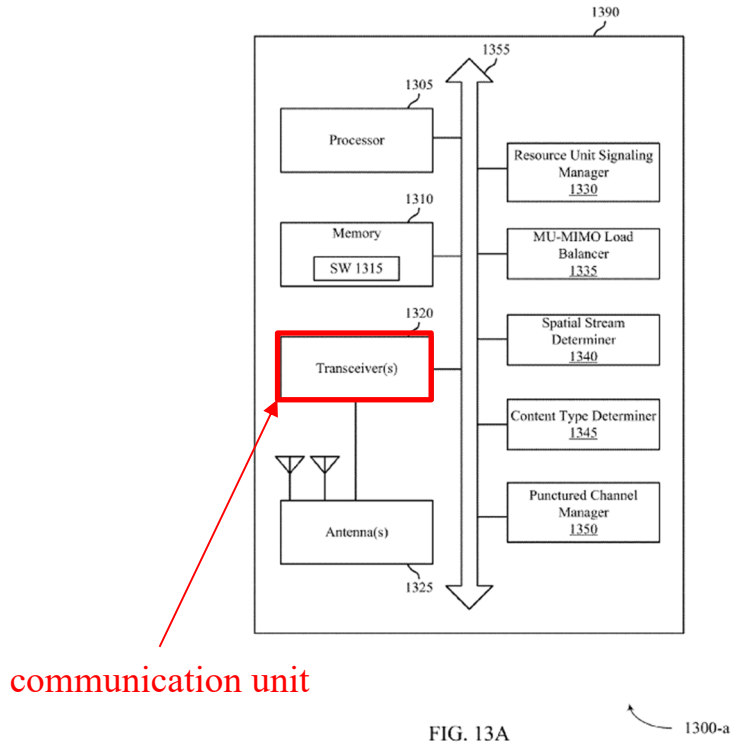 1390
1355
1305
Processor
Resource Unit Signaling
Manager
1330
1310
Memory
SW 1315
MU-MIMO Load
Balancer
1335
1320
Transceiver(s)
Spatial Stream
Determiner
1340
Content Type Determiner
1345
Punctured Channel
Manager
1350
Antenna(s)
1325
communication unit
FIG. 13A
1300-a